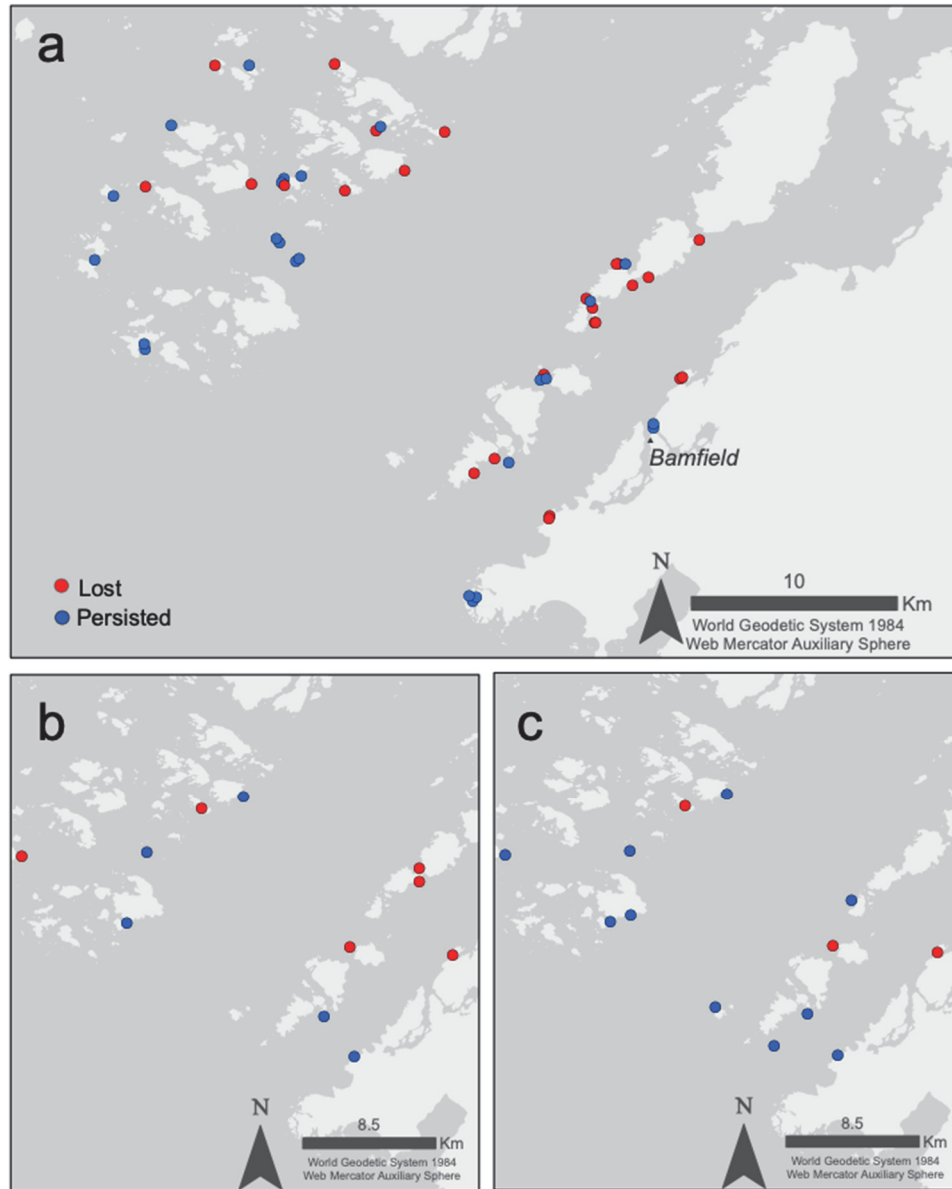 a
Bamfield
Lost
Persisted
N
10
Km
World Geodetic System 1984
Web Mercator Auxiliary Sphere
b
N
8.5
Km
World Geodetic System 1984
Web Mercator Auxiliary Sphere
c
N
8.5
Km
World Geodetic System 1984
Web Mercator Auxiliary Sphere